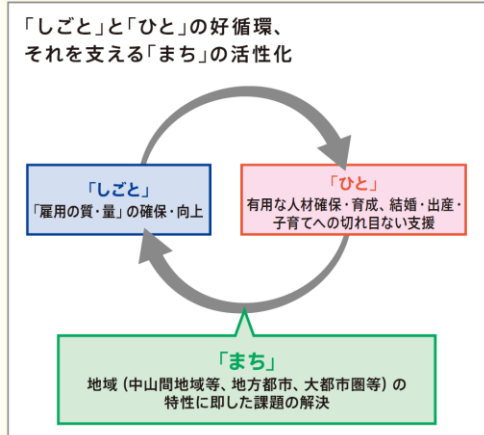 「しごと」と「ひと」の好循環、
それを支える「まち」の活性化
「しごと」
「雇用の質・量」の確保・向上
「ひと」
有用な人材確保・育成、結婚・出産・
子育てへの切れ目ない支援
「まち」
地域(中山間地域等、地方都市、大都市圏等)の
特性に即した課題の解決